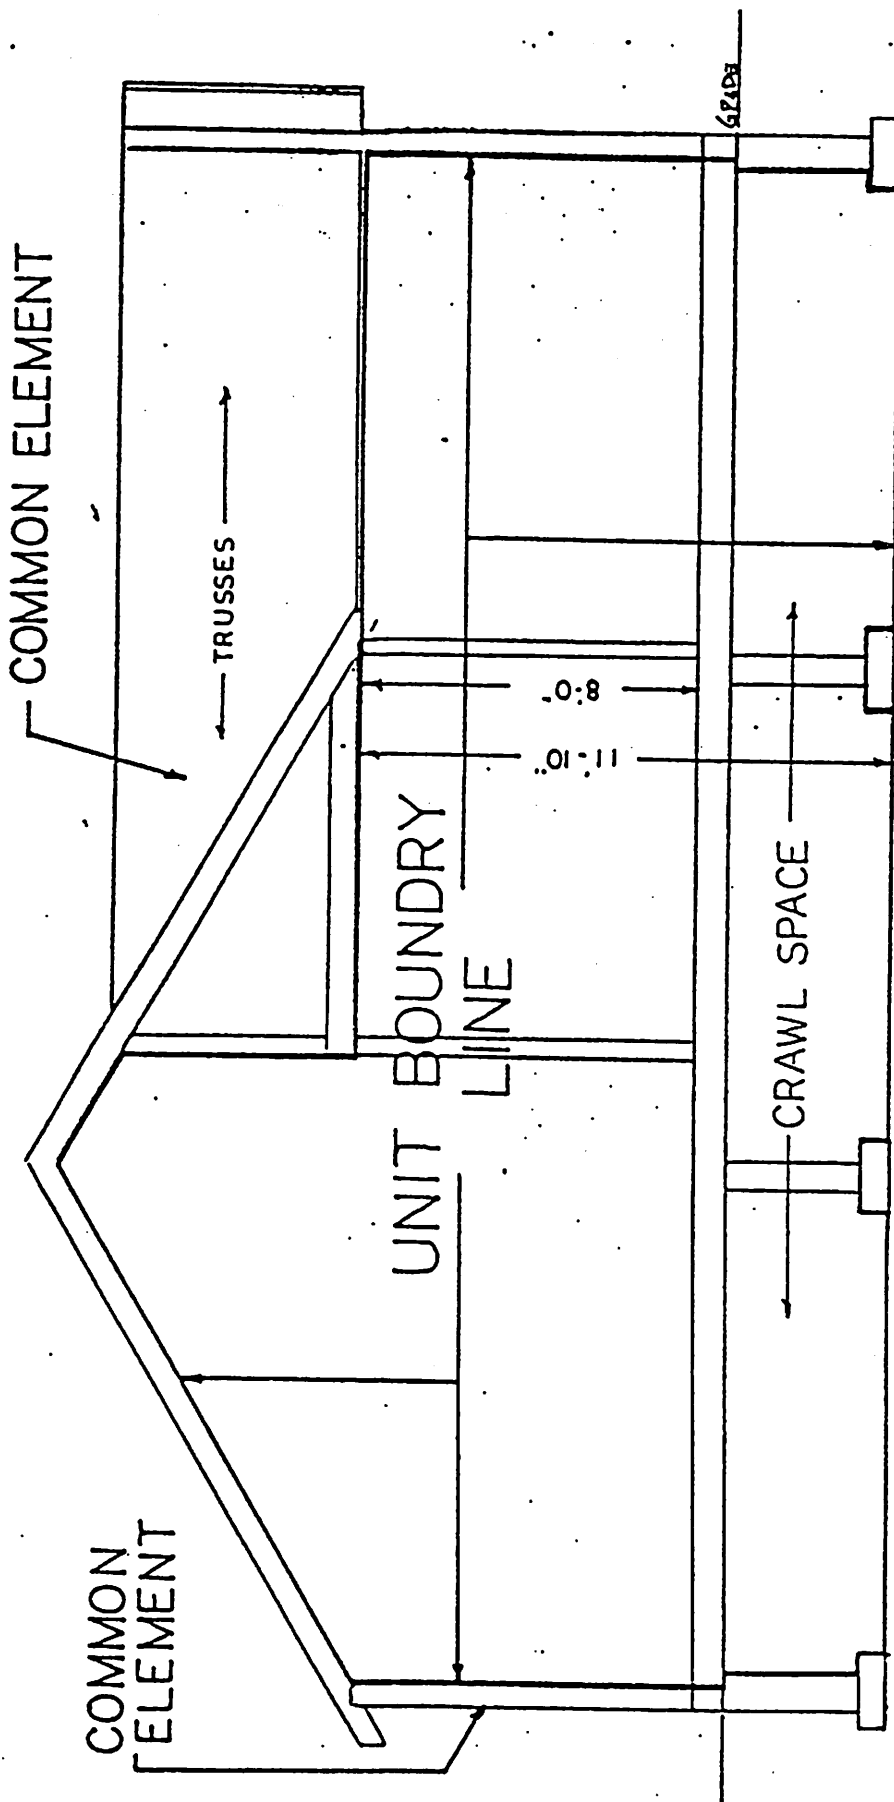 COMMON ELEMENT
TRUSSES
COMMON
ELEMENT
UNIT BOUNDRY
LINE
8'-0"
11'-10"
GRADE
CRAWL SPACE